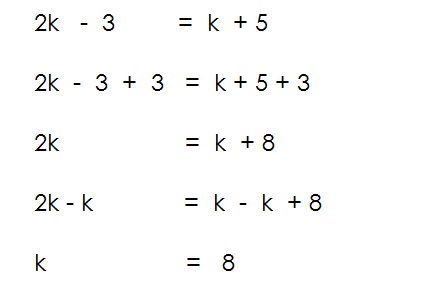 2k - 3 = k + 5
2k - 3 + 3 = k + 5 + 3
2k = k + 8
2k - k = k - k + 8
k = 8